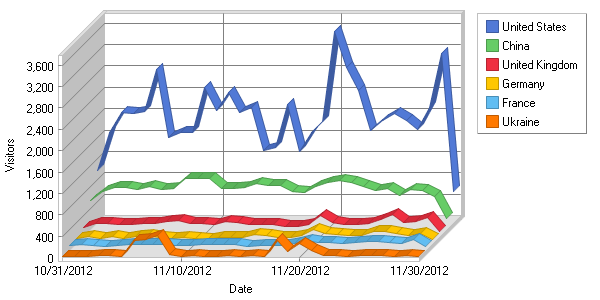 Visitors
3,600
3,200
2,800
2,400
2,000
1,600
1,200
800
400
0
10/31/2012
11/10/2012
11/20/2012
11/30/2012
Date
United States
China
United Kingdom
Germany
France
Ukraine